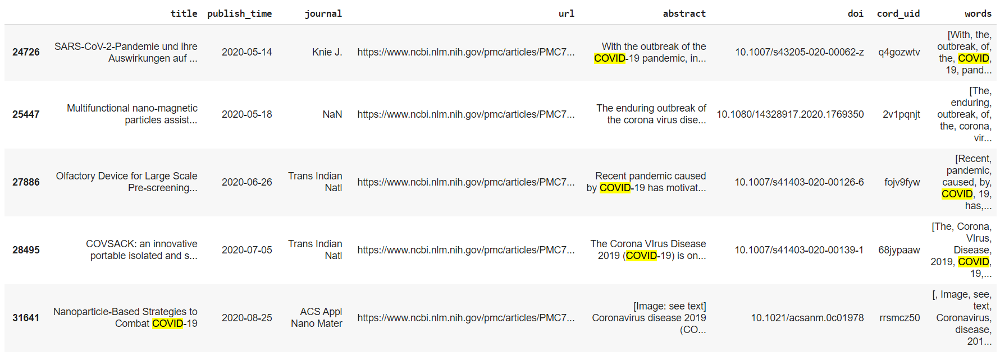 title publish_time journal url abstract doi cord_uid words
24726 SARS-CoV-2-Pandemie und ihre Auswirkungen auf ... 2020-05-14 Knie J. https://www.ncbi.nlm.nih.gov/pmc/articles/PMC7... With the outbreak of the COVID-19 pandemic, in... 10.1007/s43205-020-00062-z q4gozwtv [With, the, outbreak, of, the, COVID, 19, pand...
25447 Multifunctional nano-magnetic particles assist... 2020-05-18 NaN https://www.ncbi.nlm.nih.gov/pmc/articles/PMC7... The enduring outbreak of the corona virus dise... 10.1080/14328917.2020.1769350 2v1pqnjt [The, enduring, outbreak, of, the, corona, vir...
27886 Olfactory Device for Large Scale Pre-screening... 2020-06-26 Trans Indian Natl https://www.ncbi.nlm.nih.gov/pmc/articles/PMC7... Recent pandemic caused by COVID-19 has motivat... 10.1007/s41403-020-00126-6 fojv9fyw [Recent, pandemic, caused, by, COVID, 19, has,...
28495 COVSACK: an innovative portable isolated and s... 2020-07-05 Trans Indian Natl https://www.ncbi.nlm.nih.gov/pmc/articles/PMC7... The Corona VIrus Disease 2019 (COVID-19) is on... 10.1007/s41403-020-00139-1 68jypaaw [The, Corona, VIrus, Disease, 2019, COVID, 19,...
31641 Nanoparticle-Based Strategies to Combat COVID-19 2020-08-25 ACS Appl Nano Mater https://www.ncbi.nlm.nih.gov/pmc/articles/PMC7... [Image: see text] Coronavirus disease 2019 (CO... 10.1021/acsanm.0c01978 rrsmcz50 [, Image, see, text, Coronavirus, disease, 201...